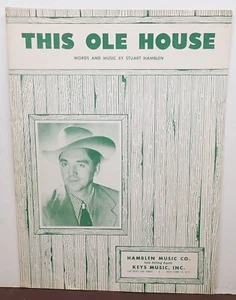 THIS OLE HOUSE
WORDS AND MUSIC BY STUART HAMBLEN
HAMBLEN MUSIC CO.
KEYS MUSIC, INC.